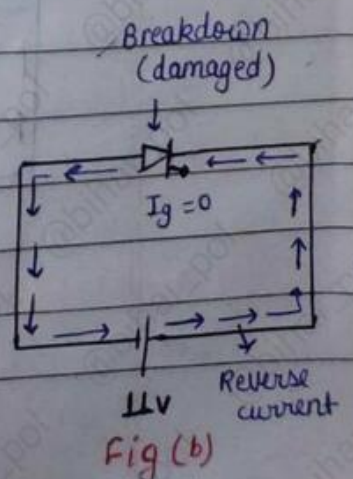 Breakdown
(damaged)
Ig = 0
Reverse
current
11v
Fig (b)